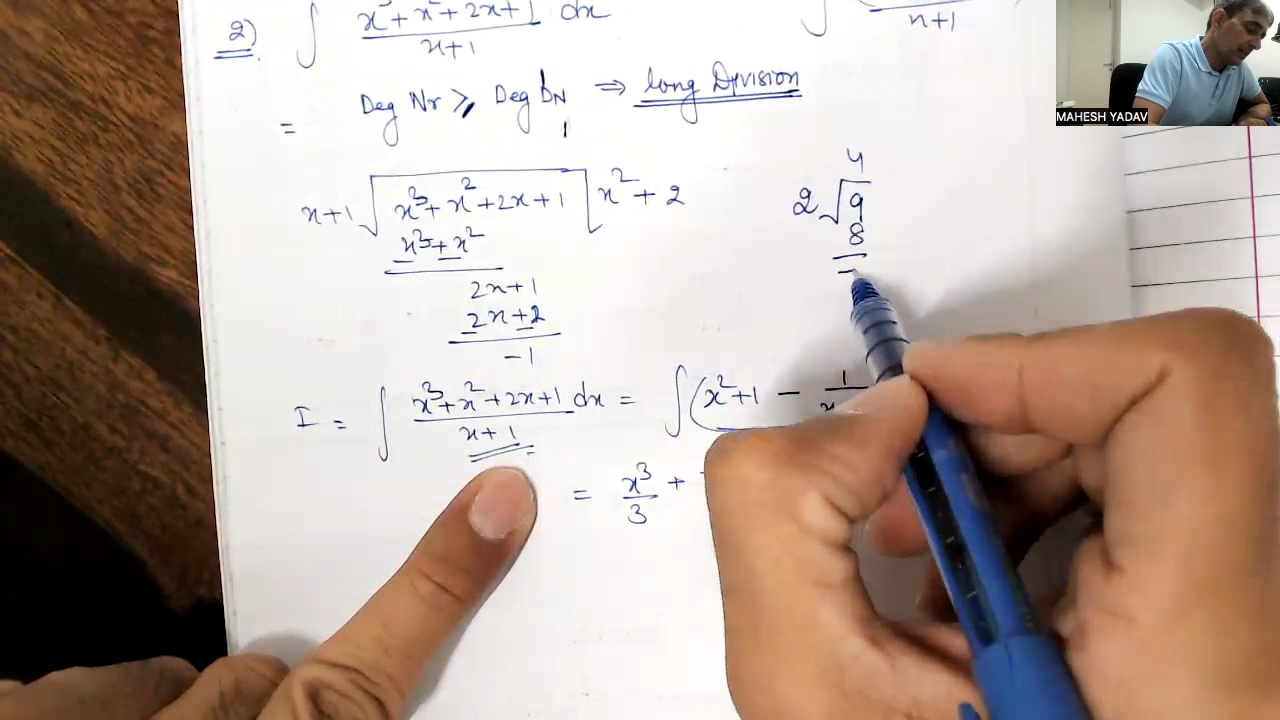 2) ∫ x³+x²+2x+1 dx
x+1
∫
x+1
Deg Nr ≥ Deg DN ⇒ long Division
=
x+1 √ x³+x²+2x+1 x²+2
x³+x²
2x+1
2x+2
-1
4
2 √ 9
8
I = ∫ x³+x²+2x+1 dx = ∫(x²+1 - 1
x+1
= x³ +
3
MAHESH YADAV